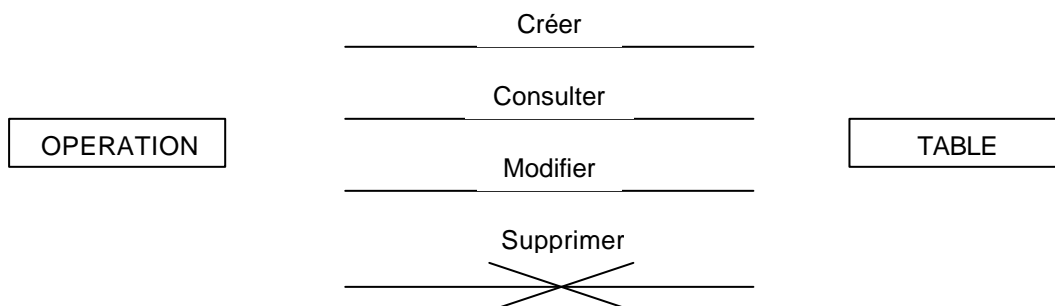 Créer
Consulter
OPERATION
TABLE
Modifier
Supprimer